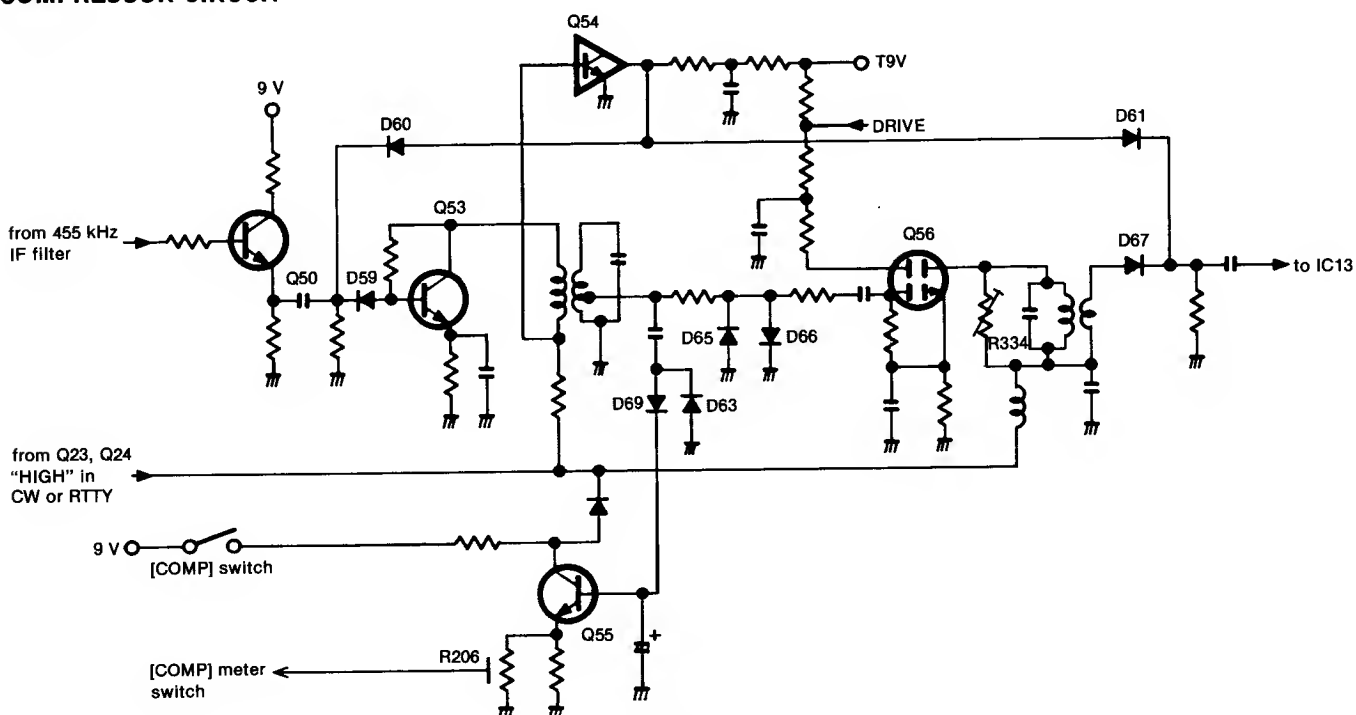 COMPRESSOR CIRCUIT
Q54
T9V
9 V
D60
D61
DRIVE
Q53
from 455 kHz
IF filter
Q56
D67
Q50
D59
to IC13
D65
D66
R334
D69
D63
from Q23, Q24
"HIGH" in
CW or RTTY
9 V
[COMP] switch
Q55
+
R206
[COMP] meter
switch